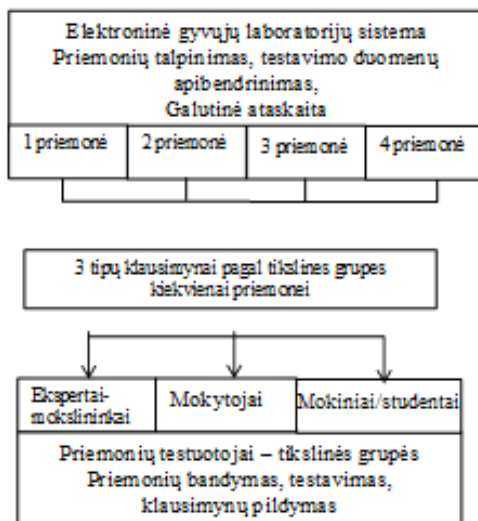 Elektroninė gyvųjų laboratorijų sistema
Priemonių talpinimas, testavimo duomenų
apibendrinimas,
Galutinė ataskaita
1 priemonė
2 priemonė
3 priemonė
4 priemonė
3 tipų klausimynai pagal tikslines grupes
kiekvienai priemonei
Ekspertai-
mokslininkai
Mokytojai
Mokiniai/studentai
Priemonių testuotojai – tikslinės grupės
Priemonių bandymas, testavimas,
klausimynų pildymas